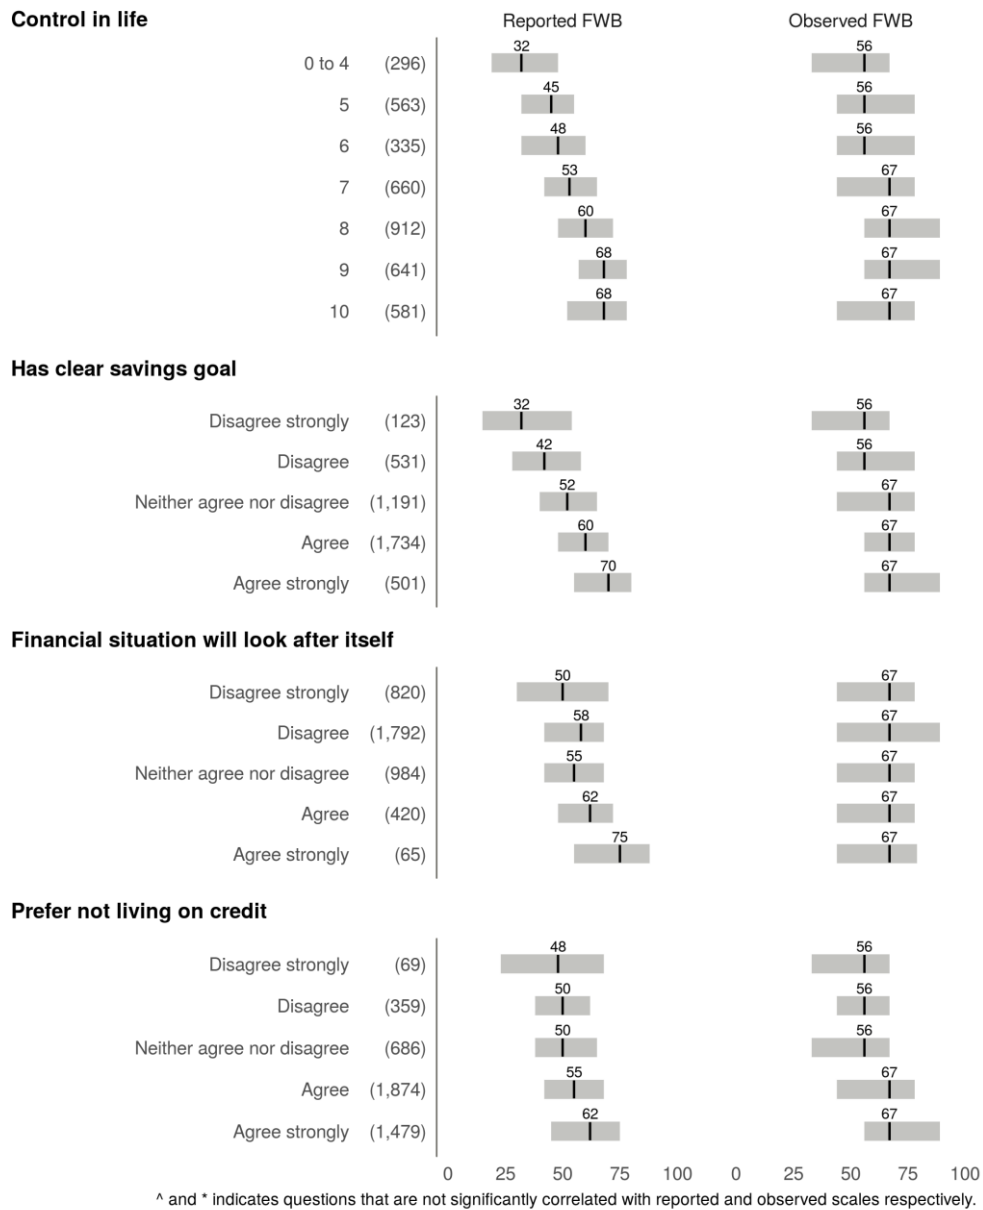 Control in life Reported FWB Observed FWB
32 56
0 to 4 (296)
45 56
5 (563)
48 56
6 (335)
53 67
7 (660)
60 67
8 (912)
68 67
9 (641)
68 67
10 (581)
Has clear savings goal
32 56
Disagree strongly (123)
42 56
Disagree (531)
52 67
Neither agree nor disagree (1,191)
60 67
Agree (1,734)
70 67
Agree strongly (501)
Financial situation will look after itself
50 67
Disagree strongly (820)
58 67
Disagree (1,792)
55 67
Neither agree nor disagree (984)
62 67
Agree (420)
75 67
Agree strongly (65)
Prefer not living on credit
48 56
Disagree strongly (69)
50 56
Disagree (359)
50 56
Neither agree nor disagree (686)
55 67
Agree (1,874)
62 67
Agree strongly (1,479)
0 25 50 75 100 0 25 50 75 100
^ and * indicates questions that are not significantly correlated with reported and observed scales respectively.